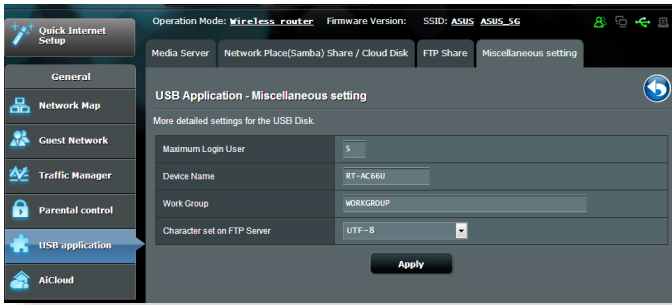 Quick Internet Setup
Operation Mode: Wireless router Firmware Version: SSID: ASUS ASUS_5G
Media Server Network Place(Samba) Share / Cloud Disk FTP Share Miscellaneous setting
General
Network Map
Guest Network
Traffic Manager
Parental control
USB application
AiCloud
USB Application - Miscellaneous setting
More detailed settings for the USB Disk.
Maximum Login User 5
Device Name RT-AC66U
Work Group WORKGROUP
Character set on FTP Server UTF-8
Apply